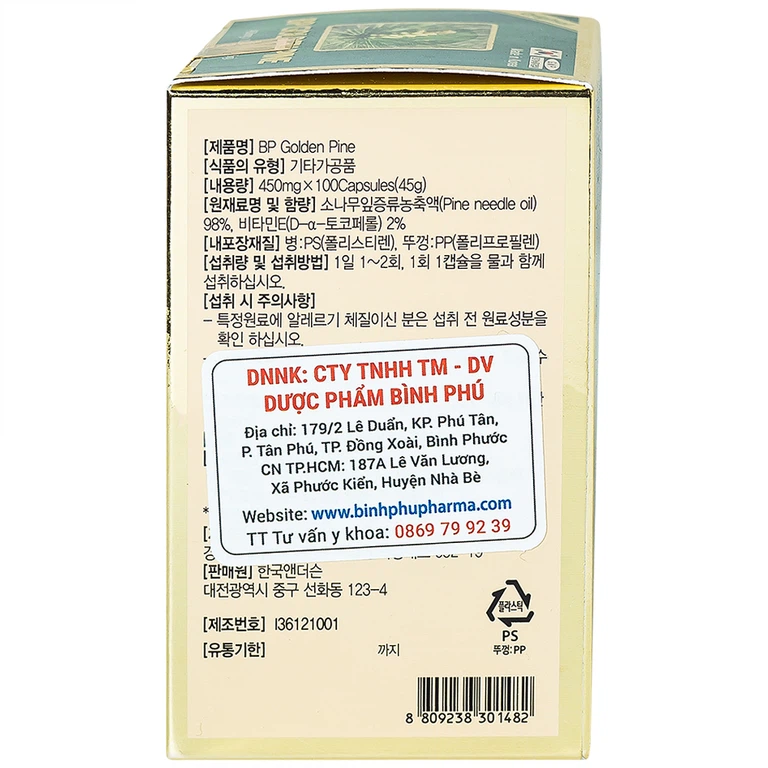 [제품명] BP Golden Pine
[식품의 유형] 기타가공품
[내용량] 450mg×100Capsules(45g)
[원재료명 및 함량] 소나무잎증류농축액(Pine needle oil)
98%, 비타민E(D-α-토코페롤) 2%
[내포장재질] 병:PS(폴리스티렌), 뚜껑:PP(폴리프로필렌)
[섭취량 및 섭취방법] 1일 1~2회, 1회 1캡슐을 물과 함께
섭취하십시오.
[섭취 시 주의사항]
- 특정원료에 알레르기 체질이신 분은 섭취 전 원료성분을
확인 하십시오.
DNNK: CTY TNHH TM - DV
DƯỢC PHẨM BÌNH PHÚ
Địa chỉ: 179/2 Lê Duẩn, KP. Phú Tân,
P. Tân Phú, TP. Đồng Xoài, Bình Phước
CN TP.HCM: 187A Lê Văn Lương,
Xã Phước Kiển, Huyện Nhà Bè
Website: www.binhphupharma.com
TT Tư vấn y khoa: 0869 79 92 39
[판매원] 한국앤더슨
대전광역시 중구 선화동 123-4
[제조번호] I36121001
[유통기한] 까지
플라스틱
PS
뚜껑:PP
8 809238 301482